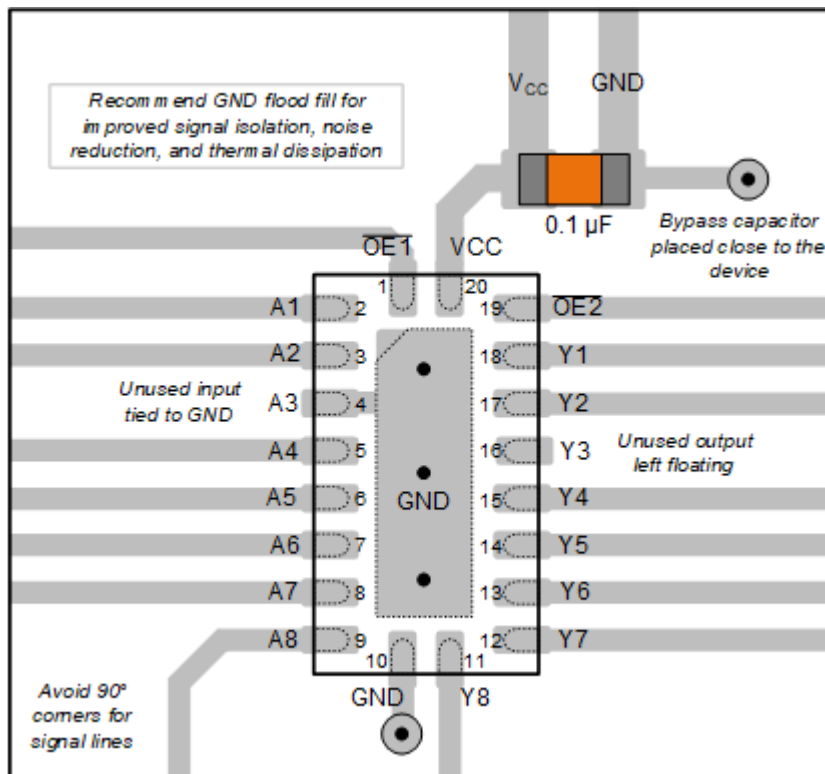 Recommend GND flood fill for
improved signal isolation, noise
reduction, and thermal dissipation
VCC GND
0.1 µF
Bypass capacitor
placed close to the
device
O̅E̅1̅ VCC
1 20
A1 2 19 O̅E̅2̅
A2 3 18 Y1
Unused input
tied to GND
A3 4 17 Y2
A4 5 16 Y3
Unused output
left floating
A5 6 GND 15 Y4
A6 7 14 Y5
A7 8 13 Y6
A8 9 12 Y7
10 11
GND Y8
Avoid 90°
corners for
signal lines